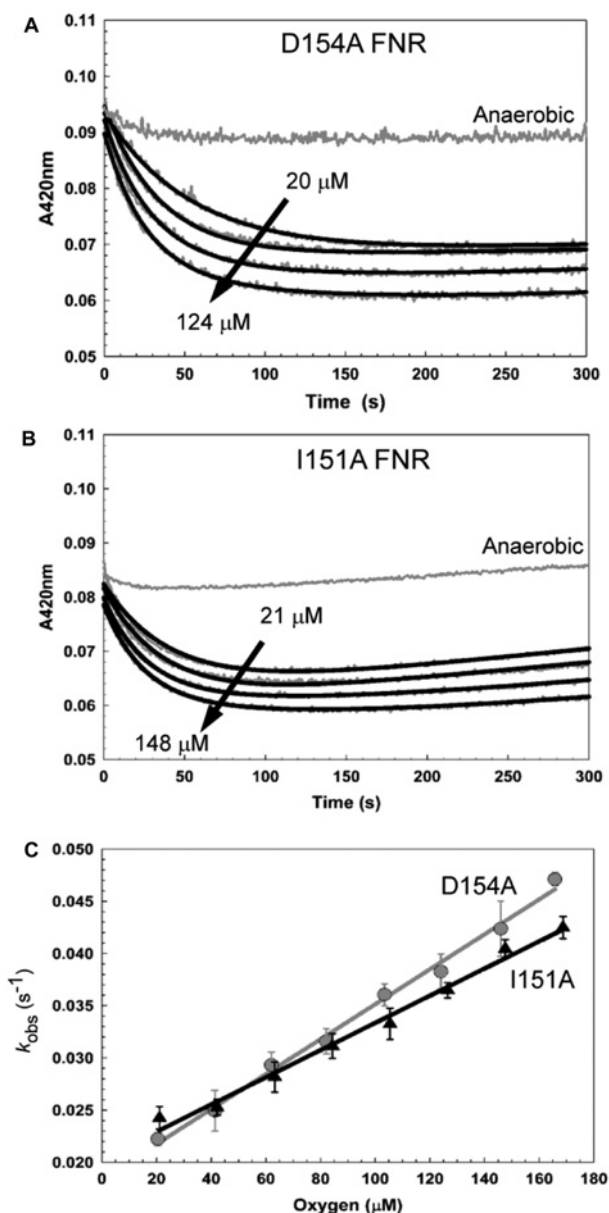 A
D154A FNR
0.11
0.10
0.09
0.08
0.07
0.06
0.05
A420nm
Anaerobic
20 µM
124 µM
0 50 100 150 200 250 300
Time (s)
B
I151A FNR
0.11
0.10
0.09
0.08
0.07
0.06
0.05
A420nm
Anaerobic
21 µM
148 µM
0 50 100 150 200 250 300
Time (s)
C
0.050
0.045
0.040
0.035
0.030
0.025
0.020
kobs (s-1)
D154A
I151A
0 20 40 60 80 100 120 140 160 180
Oxygen (µM)